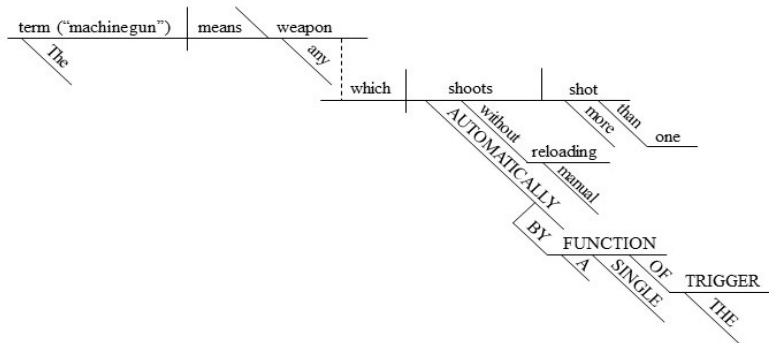 term (“machinegun”) means weapon
The any
which shoots shot
without more than
one
AUTOMATICALLY reloading
manual
BY FUNCTION OF
A SINGLE TRIGGER
THE